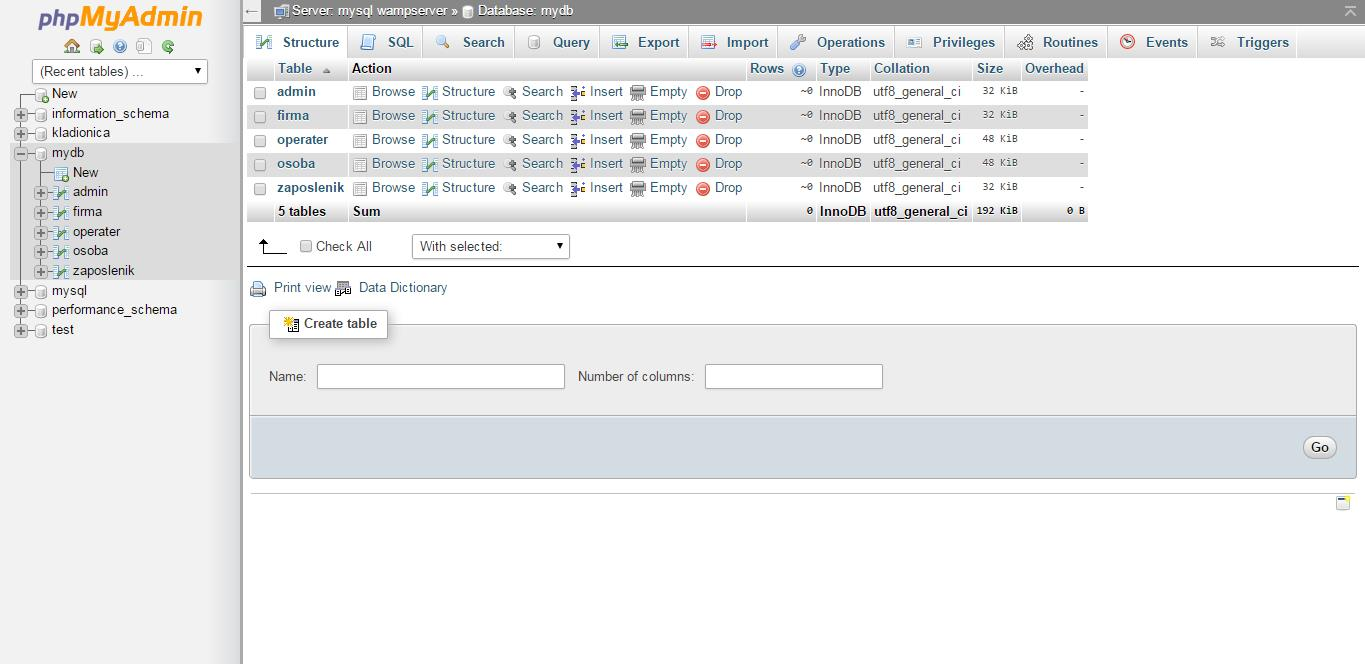 phpMyAdmin
(Recent tables) ...
New
information_schema
kladionica
mydb
New
admin
firma
operater
osoba
zaposlenik
mysql
performance_schema
test
Server: mysql wampserver » Database: mydb
Structure SQL Search Query Export Import Operations Privileges Routines Events Triggers
Table Action Rows Type Collation Size Overhead
admin Browse Structure Search Insert Empty Drop ~0 InnoDB utf8_general_ci 32 KiB -
firma Browse Structure Search Insert Empty Drop ~0 InnoDB utf8_general_ci 32 KiB -
operater Browse Structure Search Insert Empty Drop ~0 InnoDB utf8_general_ci 48 KiB -
osoba Browse Structure Search Insert Empty Drop ~0 InnoDB utf8_general_ci 48 KiB -
zaposlenik Browse Structure Search Insert Empty Drop ~0 InnoDB utf8_general_ci 32 KiB -
5 tables Sum 0 InnoDB utf8_general_ci 192 KiB 0 B
Check All With selected:
Print view Data Dictionary
Create table
Name: Number of columns:
Go